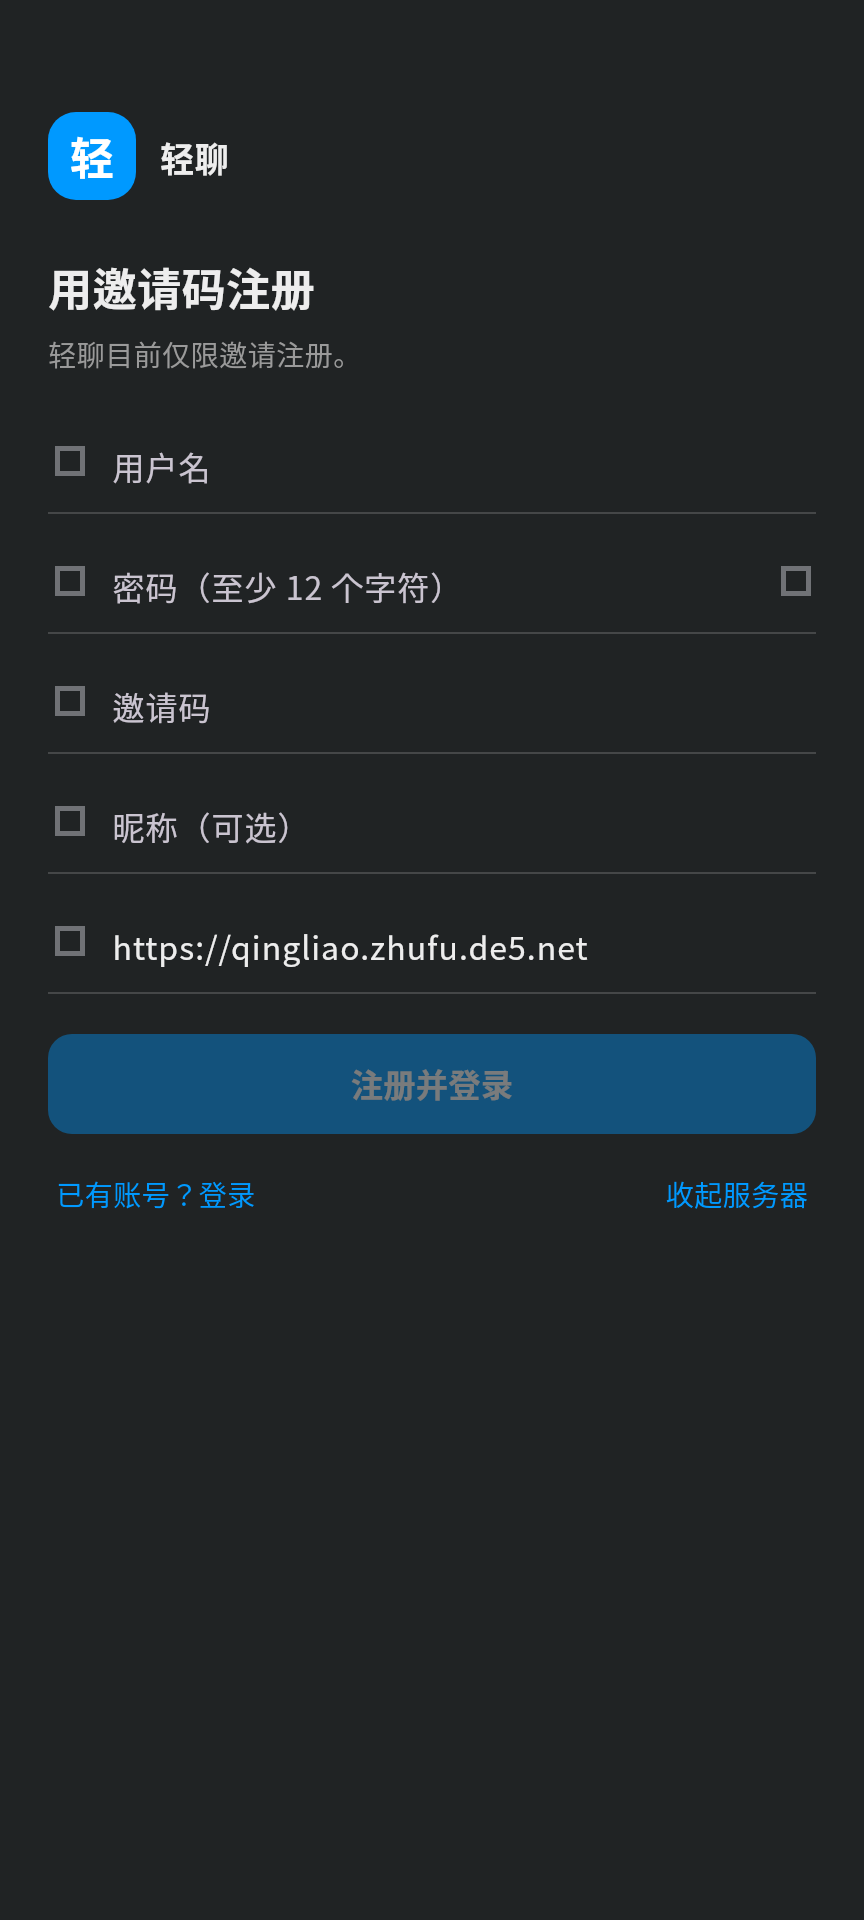 轻 轻聊
用邀请码注册
轻聊目前仅限邀请注册。
用户名
密码（至少 12 个字符）
邀请码
昵称（可选）
https://qingliao.zhufu.de5.net
注册并登录
已有账号？登录 收起服务器